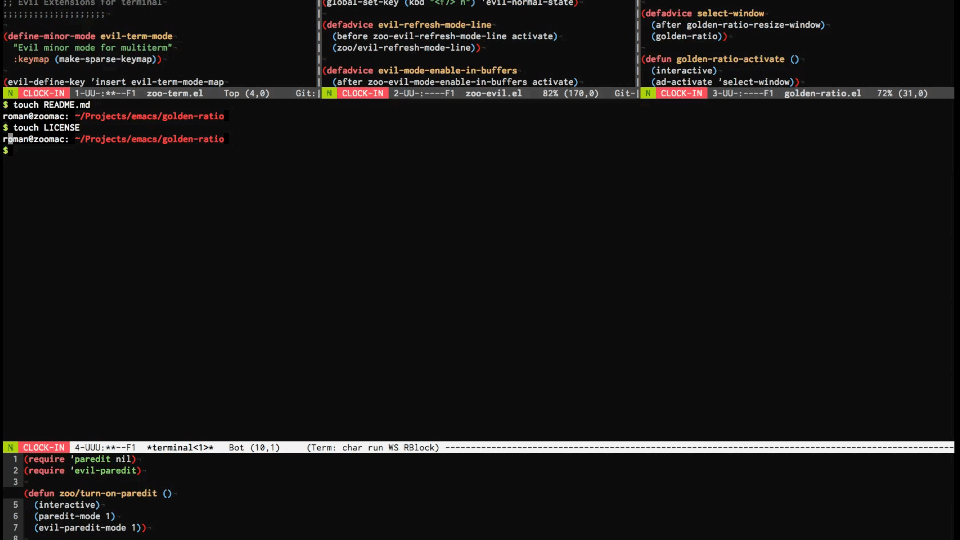 ;; Evil Extensions for terminal
;;;;;;;;;;;;;;;;;;;;
(define-minor-mode evil-term-mode
"Evil minor mode for multiterm"
:keymap (make-sparse-keymap))
(evil-define-key 'insert evil-term-mode-map
N CLOCK-IN 1-UU:**--F1 zoo-term.el Top (4,0) Git:
(global-set-key (kbd "<f7> n") 'evil-normal-state)
(defadvice evil-refresh-mode-line
(before zoo-evil-refresh-mode-line activate)
(zoo/evil-refresh-mode-line))
(defadvice evil-mode-enable-in-buffers
(after zoo-evil-mode-enable-in-buffers activate)
N CLOCK-IN 2-UU:----F1 zoo-evil.el 82% (170,0) Git-
(defadvice select-window
(after golden-ratio-resize-window)
(golden-ratio))
(defun golden-ratio-activate ()
(interactive)
(ad-activate 'select-window))
N CLOCK-IN 3-UU:----F1 golden-ratio.el 72% (31,0)
$ touch README.md
roman@zoomac: ~/Projects/emacs/golden-ratio
$ touch LICENSE
roman@zoomac: ~/Projects/emacs/golden-ratio
$
N CLOCK-IN 4-UUU:**--F1 *terminal<1>* Bot (10,1) (Term: char run WS RBlock)
1 (require 'paredit nil)
2 (require 'evil-paredit)
3
(defun zoo/turn-on-paredit ()
5 (interactive)
6 (paredit-mode 1)
7 (evil-paredit-mode 1))
8